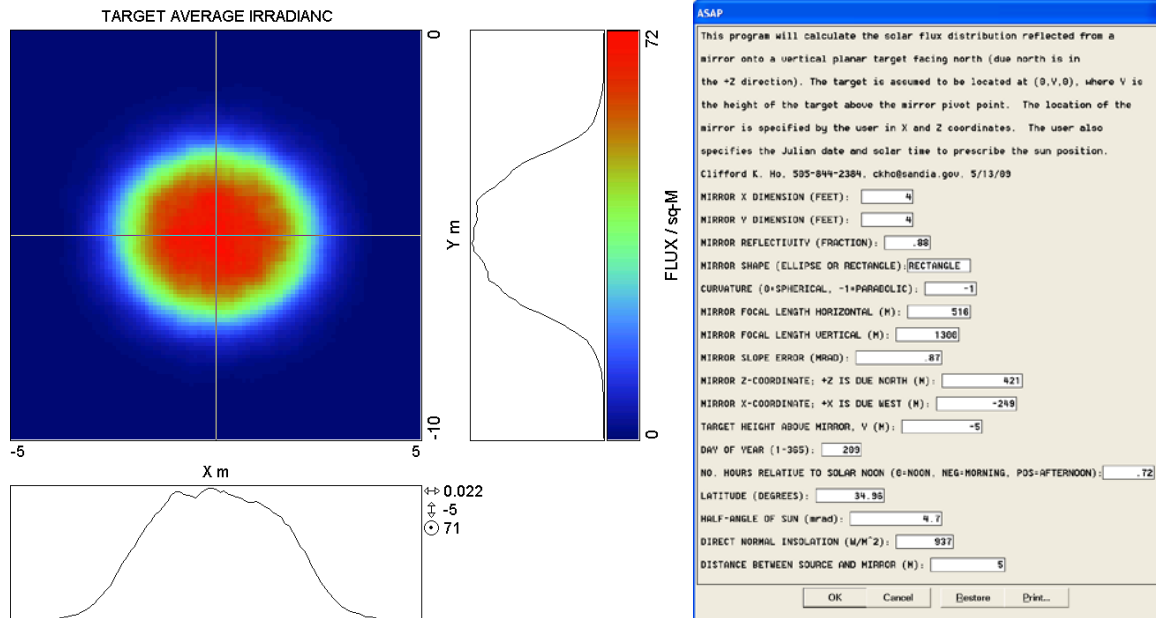 TARGET AVERAGE IRRADIANC
0
-10
-5
5
X m
Y m
72
0
FLUX / sq-M
0.022
-5
71
ASAP
This program will calculate the solar flux distribution reflected from a
mirror onto a vertical planar target facing north (due north is in
the +Z direction). The target is assumed to be located at (0,Y,0), where Y is
the height of the target above the mirror pivot point. The location of the
mirror is specified by the user in X and Z coordinates. The user also
specifies the Julian date and solar time to prescribe the sun position.
Clifford K. Ho, 505-844-2384, ckho@sandia.gov, 5/13/09
MIRROR X DIMENSION (FEET): 4
MIRROR Y DIMENSION (FEET): 4
MIRROR REFLECTIVITY (FRACTION): .88
MIRROR SHAPE (ELLIPSE OR RECTANGLE): RECTANGLE
CURVATURE (0=SPHERICAL, -1=PARABOLIC): -1
MIRROR FOCAL LENGTH HORIZONTAL (M): 516
MIRROR FOCAL LENGTH VERTICAL (M): 1300
MIRROR SLOPE ERROR (MRAD): .87
MIRROR Z-COORDINATE; +Z IS DUE NORTH (M): 421
MIRROR X-COORDINATE; +X IS DUE WEST (M): -249
TARGET HEIGHT ABOVE MIRROR, Y (M): -5
DAY OF YEAR (1-365): 209
NO. HOURS RELATIVE TO SOLAR NOON (0=NOON, NEG=MORNING, POS=AFTERNOON): .72
LATITUDE (DEGREES): 34.96
HALF-ANGLE OF SUN (mrad): 4.7
DIRECT NORMAL INSOLATION (W/M^2): 937
DISTANCE BETWEEN SOURCE AND MIRROR (M): 5
OK Cancel Restore Print...